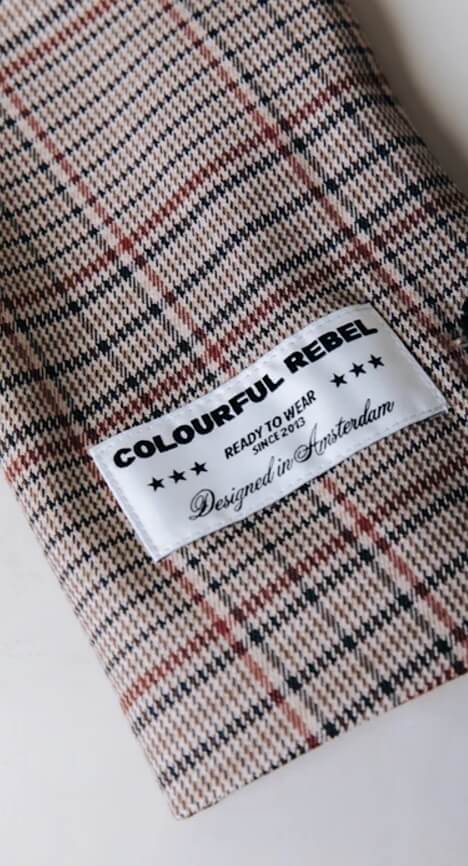 COLOURFUL REBEL
READY TO WEAR
SINCE 2013
Designed in Amsterdam